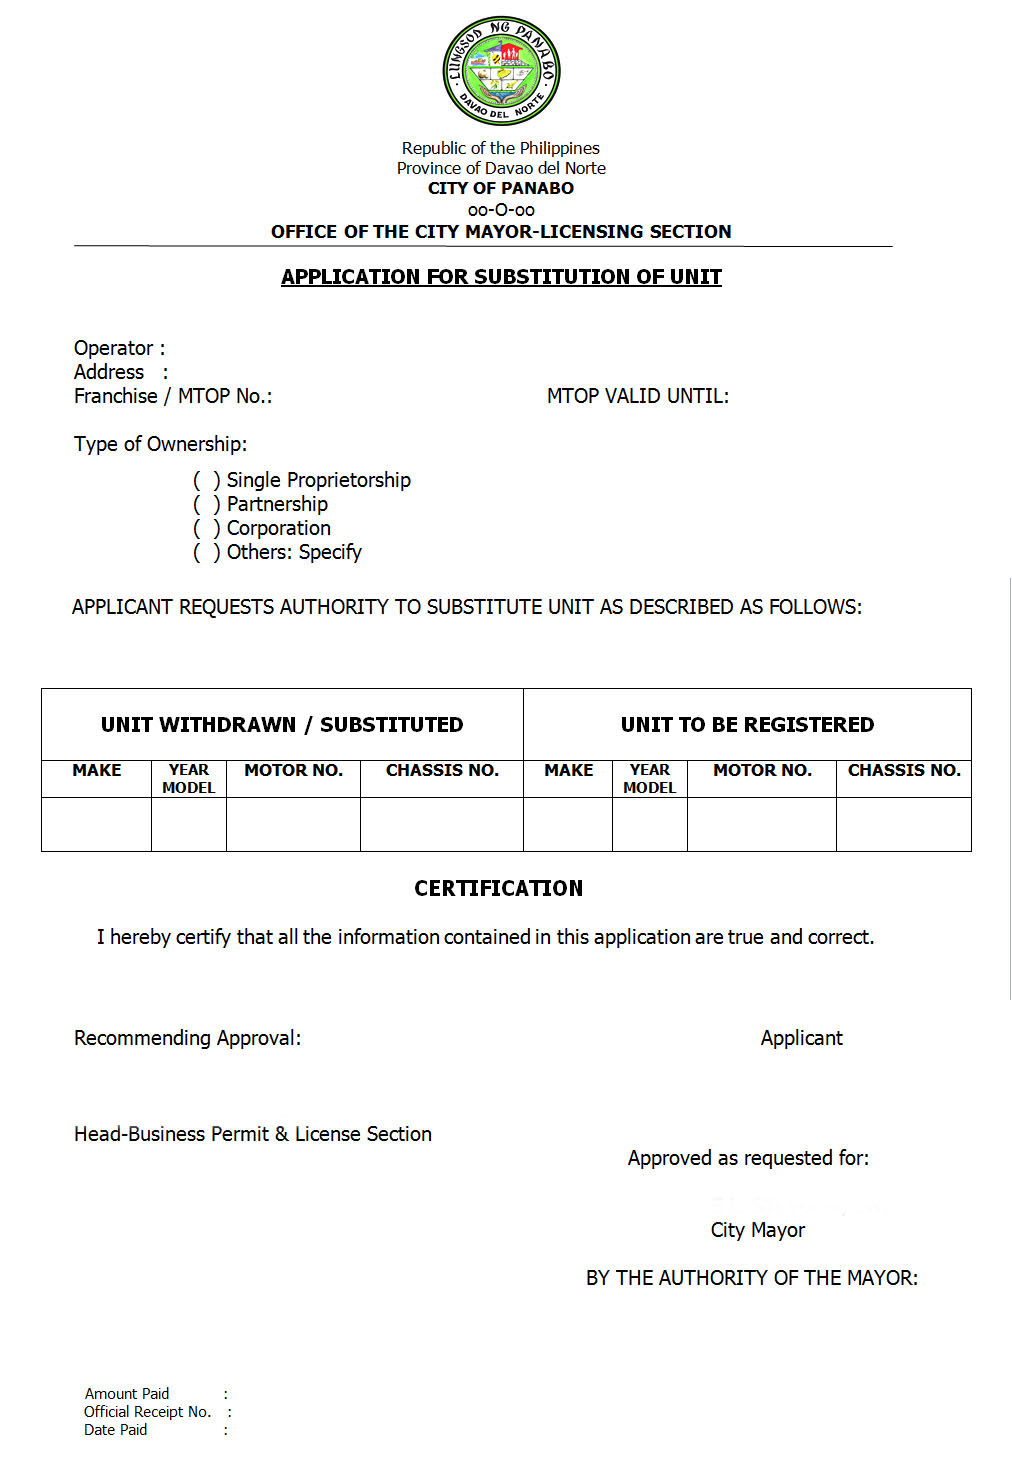 LUNGSOD NG PANABO
DAVAO DEL NORTE
Republic of the Philippines
Province of Davao del Norte
CITY OF PANABO
oo-O-oo
OFFICE OF THE CITY MAYOR-LICENSING SECTION
APPLICATION FOR SUBSTITUTION OF UNIT
Operator :
Address :
Franchise / MTOP No.: MTOP VALID UNTIL:
Type of Ownership:
( ) Single Proprietorship
( ) Partnership
( ) Corporation
( ) Others: Specify
APPLICANT REQUESTS AUTHORITY TO SUBSTITUTE UNIT AS DESCRIBED AS FOLLOWS:
UNIT WITHDRAWN / SUBSTITUTED UNIT TO BE REGISTERED
MAKE YEAR MODEL MOTOR NO. CHASSIS NO. MAKE YEAR MODEL MOTOR NO. CHASSIS NO.
CERTIFICATION
I hereby certify that all the information contained in this application are true and correct.
Recommending Approval: Applicant
Head-Business Permit & License Section
Approved as requested for:
City Mayor
BY THE AUTHORITY OF THE MAYOR:
Amount Paid :
Official Receipt No. :
Date Paid :